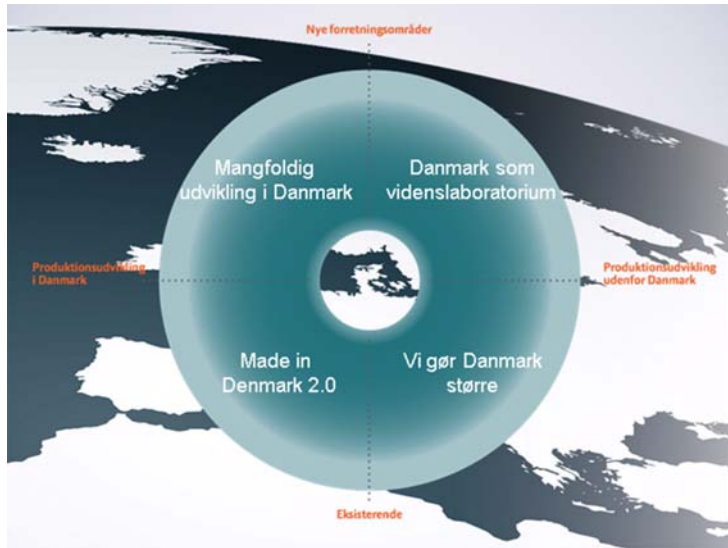 Nye forretningsområder
Mangfoldig
udvikling i Danmark
Danmark som
videnslaboratorium
Produktionsudvikling
i Danmark
Produktionsudvikling
udenfor Danmark
Made in
Denmark 2.0
Vi gør Danmark
større
Eksisterende